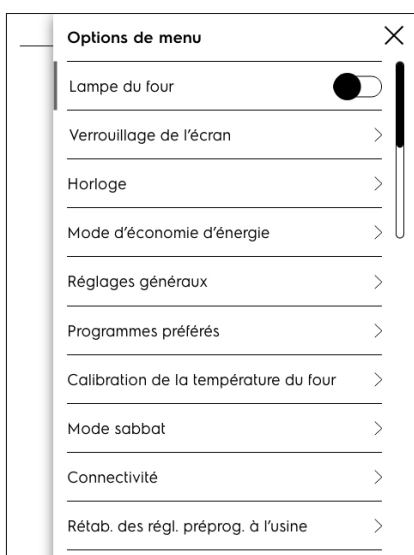 Options de menu
Lampe du four
Verrouillage de l'écran
Horloge
Mode d'économie d'énergie
Réglages généraux
Programmes préférés
Calibration de la température du four
Mode sabbat
Connectivité
Rétab. des régl. préprog. à l'usine